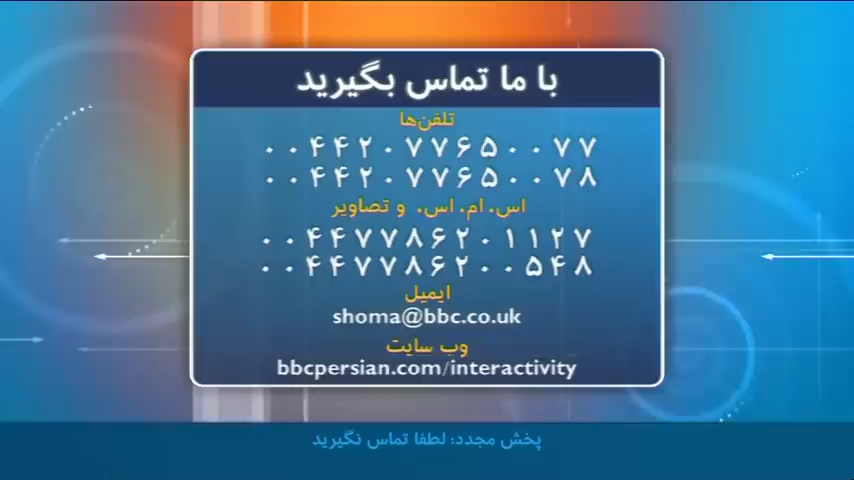 با ما تماس بگیرید
تلفن‌ها
۰۰۴۴۲۰۷۷۶۵۰۰۷۷
۰۰۴۴۲۰۷۷۶۵۰۰۷۸
اس. ام. اس. و تصاویر
۰۰۴۴۷۷۸۶۲۰۱۱۲۷
۰۰۴۴۷۷۸۶۲۰۰۵۴۸
ایمیل
shoma@bbc.co.uk
وب سایت
bbcpersian.com/interactivity
پخش مجدد: لطفا تماس نگیرید